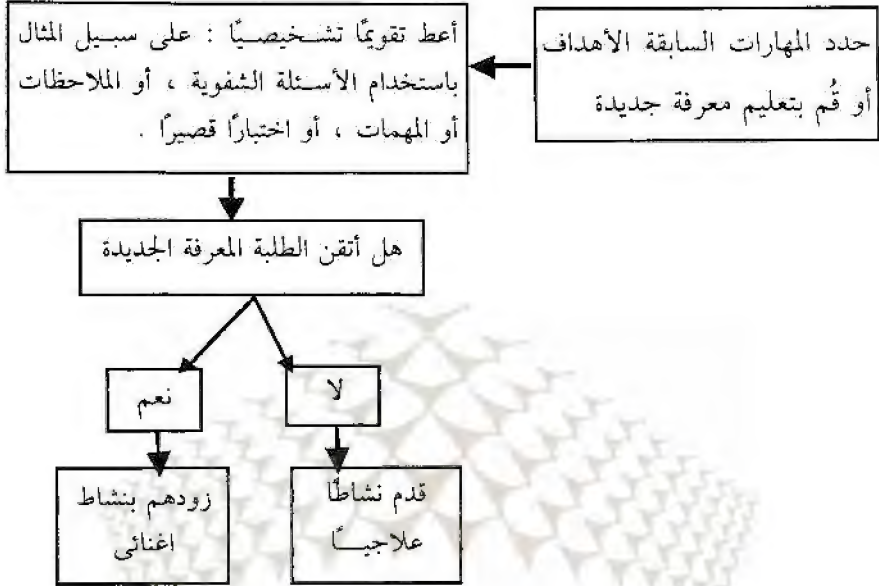 حدد المهارات السابقة الأهداف
أو قُم بتعليم معرفة جديدة
أعط تقويمًا تشخيصيًا : على سبيل المثال
باستخدام الأسئلة الشفوية ، أو الملاحظات
أو المهمات ، أو اختبارًا قصيرًا .
هل أتقن الطلبة المعرفة الجديدة
لا
نعم
قدم نشاطًا
علاجيًا
زودهم بنشاط
اغنائى